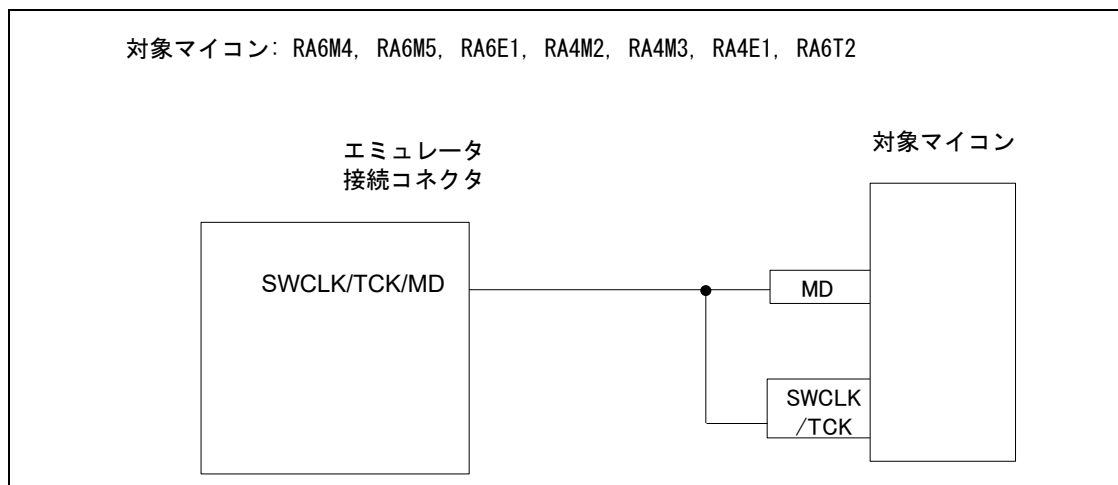 対象マイコン: RA6M4, RA6M5, RA6E1, RA4M2, RA4M3, RA4E1, RA6T2
エミュレータ
接続コネクタ
対象マイコン
SWCLK/TCK/MD
MD
SWCLK
/TCK